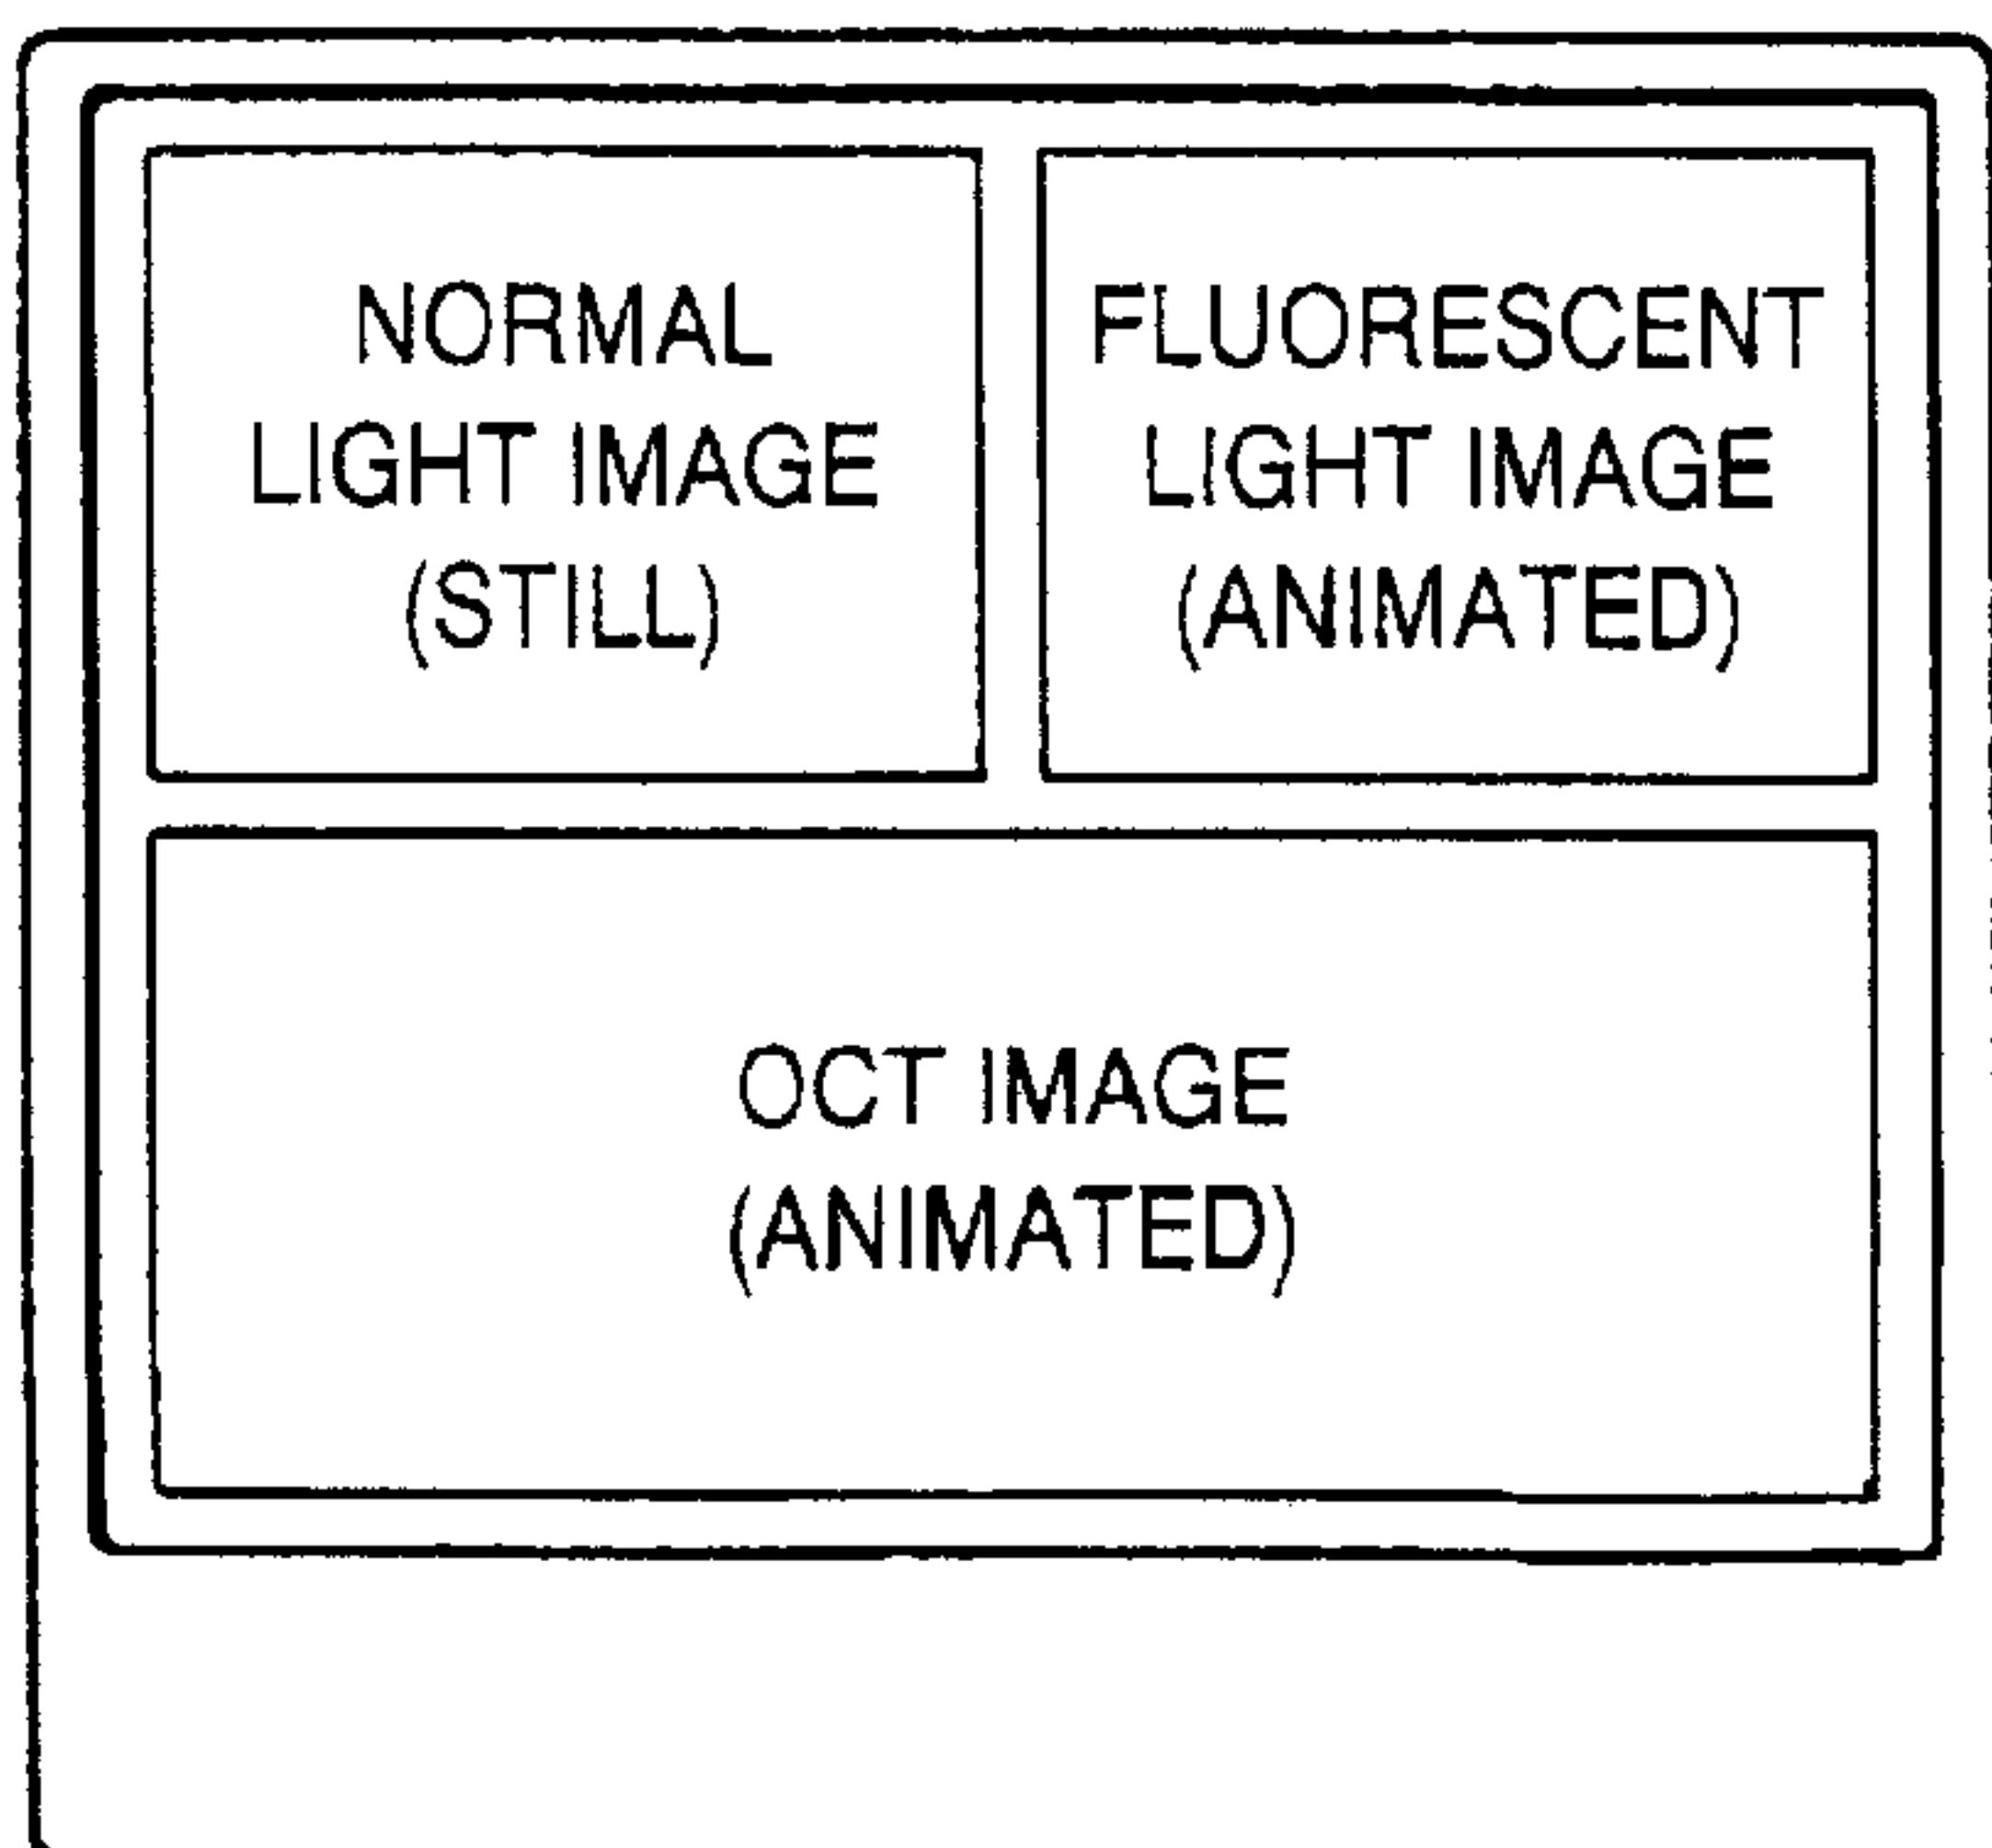 NORMAL
LIGHT IMAGE
(STILL)
FLUORESCENT
LIGHT IMAGE
(ANIMATED)
OCT IMAGE
(ANIMATED)